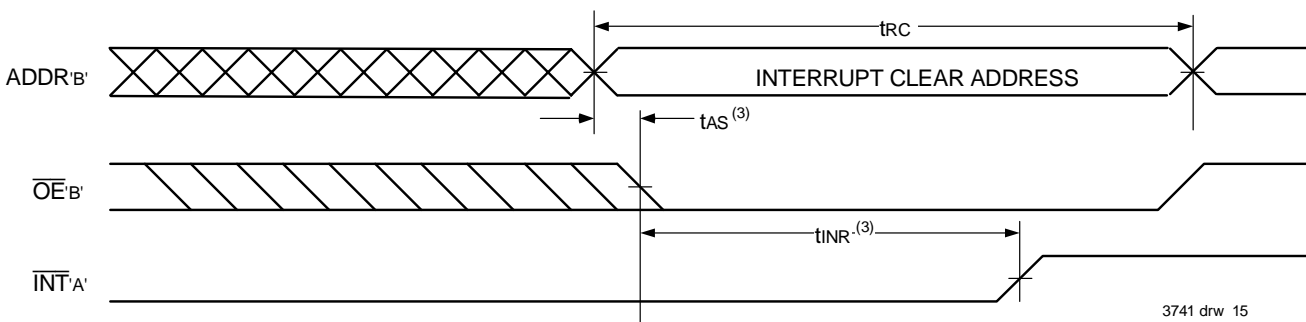 tRC
ADDR'B'
INTERRUPT CLEAR ADDRESS
tAS (3)
OE'B'
tINR (3)
INT'A'
3741 drw 15